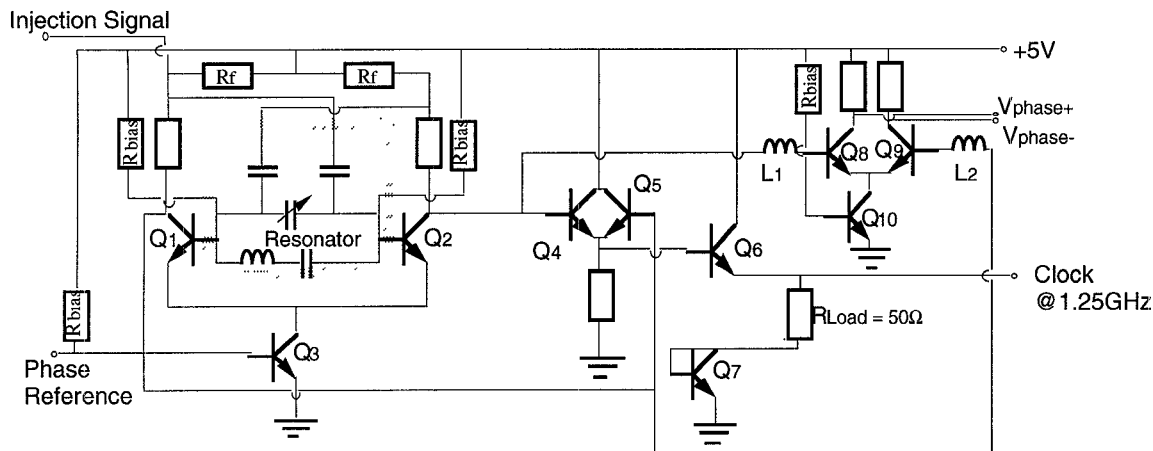 Injection Signal
+5V
Rf
Rf
Rbias
Rbias
Rbias
Vphase+
Vphase-
Q8
Q9
L1
L2
Q5
Q10
Q1
Resonator
Q2
Q4
Q6
Clock
@1.25GHz
Rbias
RLoad = 50Ω
Phase
Reference
Q3
Q7